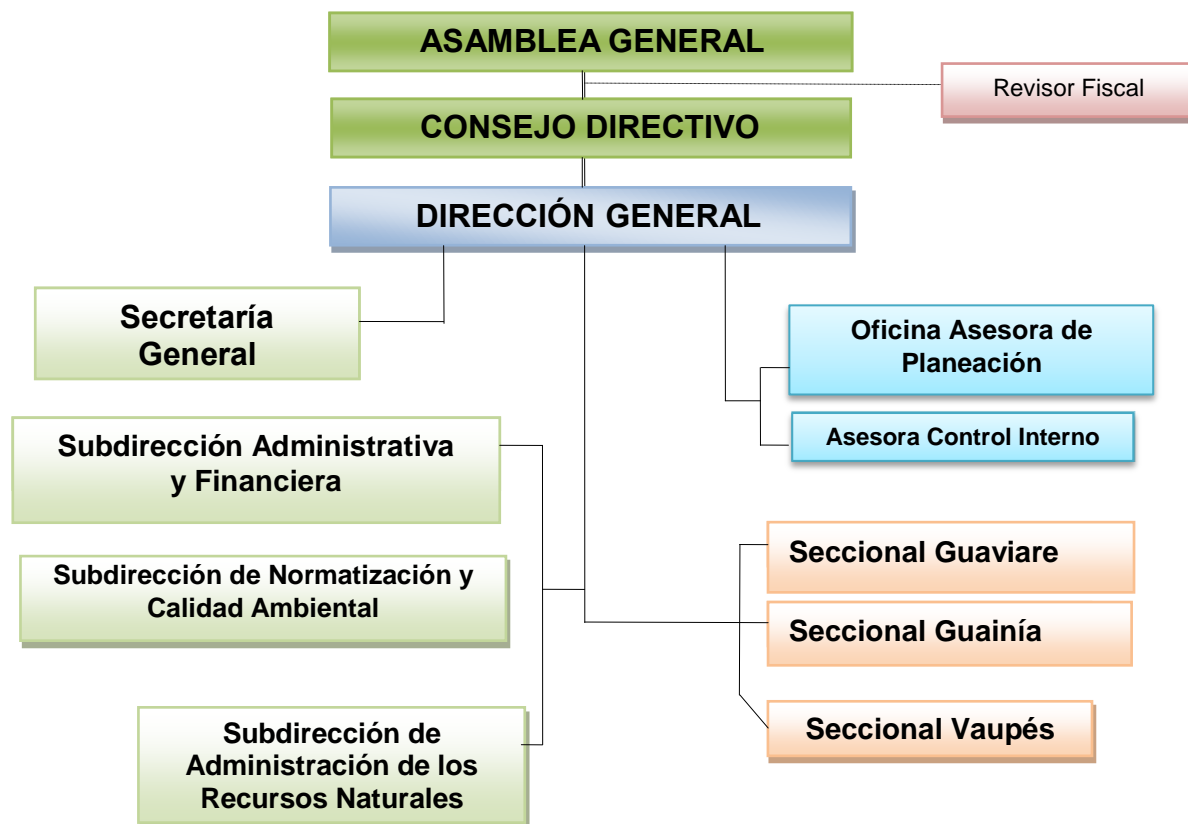 ASAMBLEA GENERAL
Revisor Fiscal
CONSEJO DIRECTIVO
DIRECCIÓN GENERAL
Secretaría
General
Oficina Asesora de
Planeación
Asesora Control Interno
Subdirección Administrativa
y Financiera
Subdirección de Normatización y
Calidad Ambiental
Subdirección de
Administración de los
Recursos Naturales
Seccional Guaviare
Seccional Guainía
Seccional Vaupés